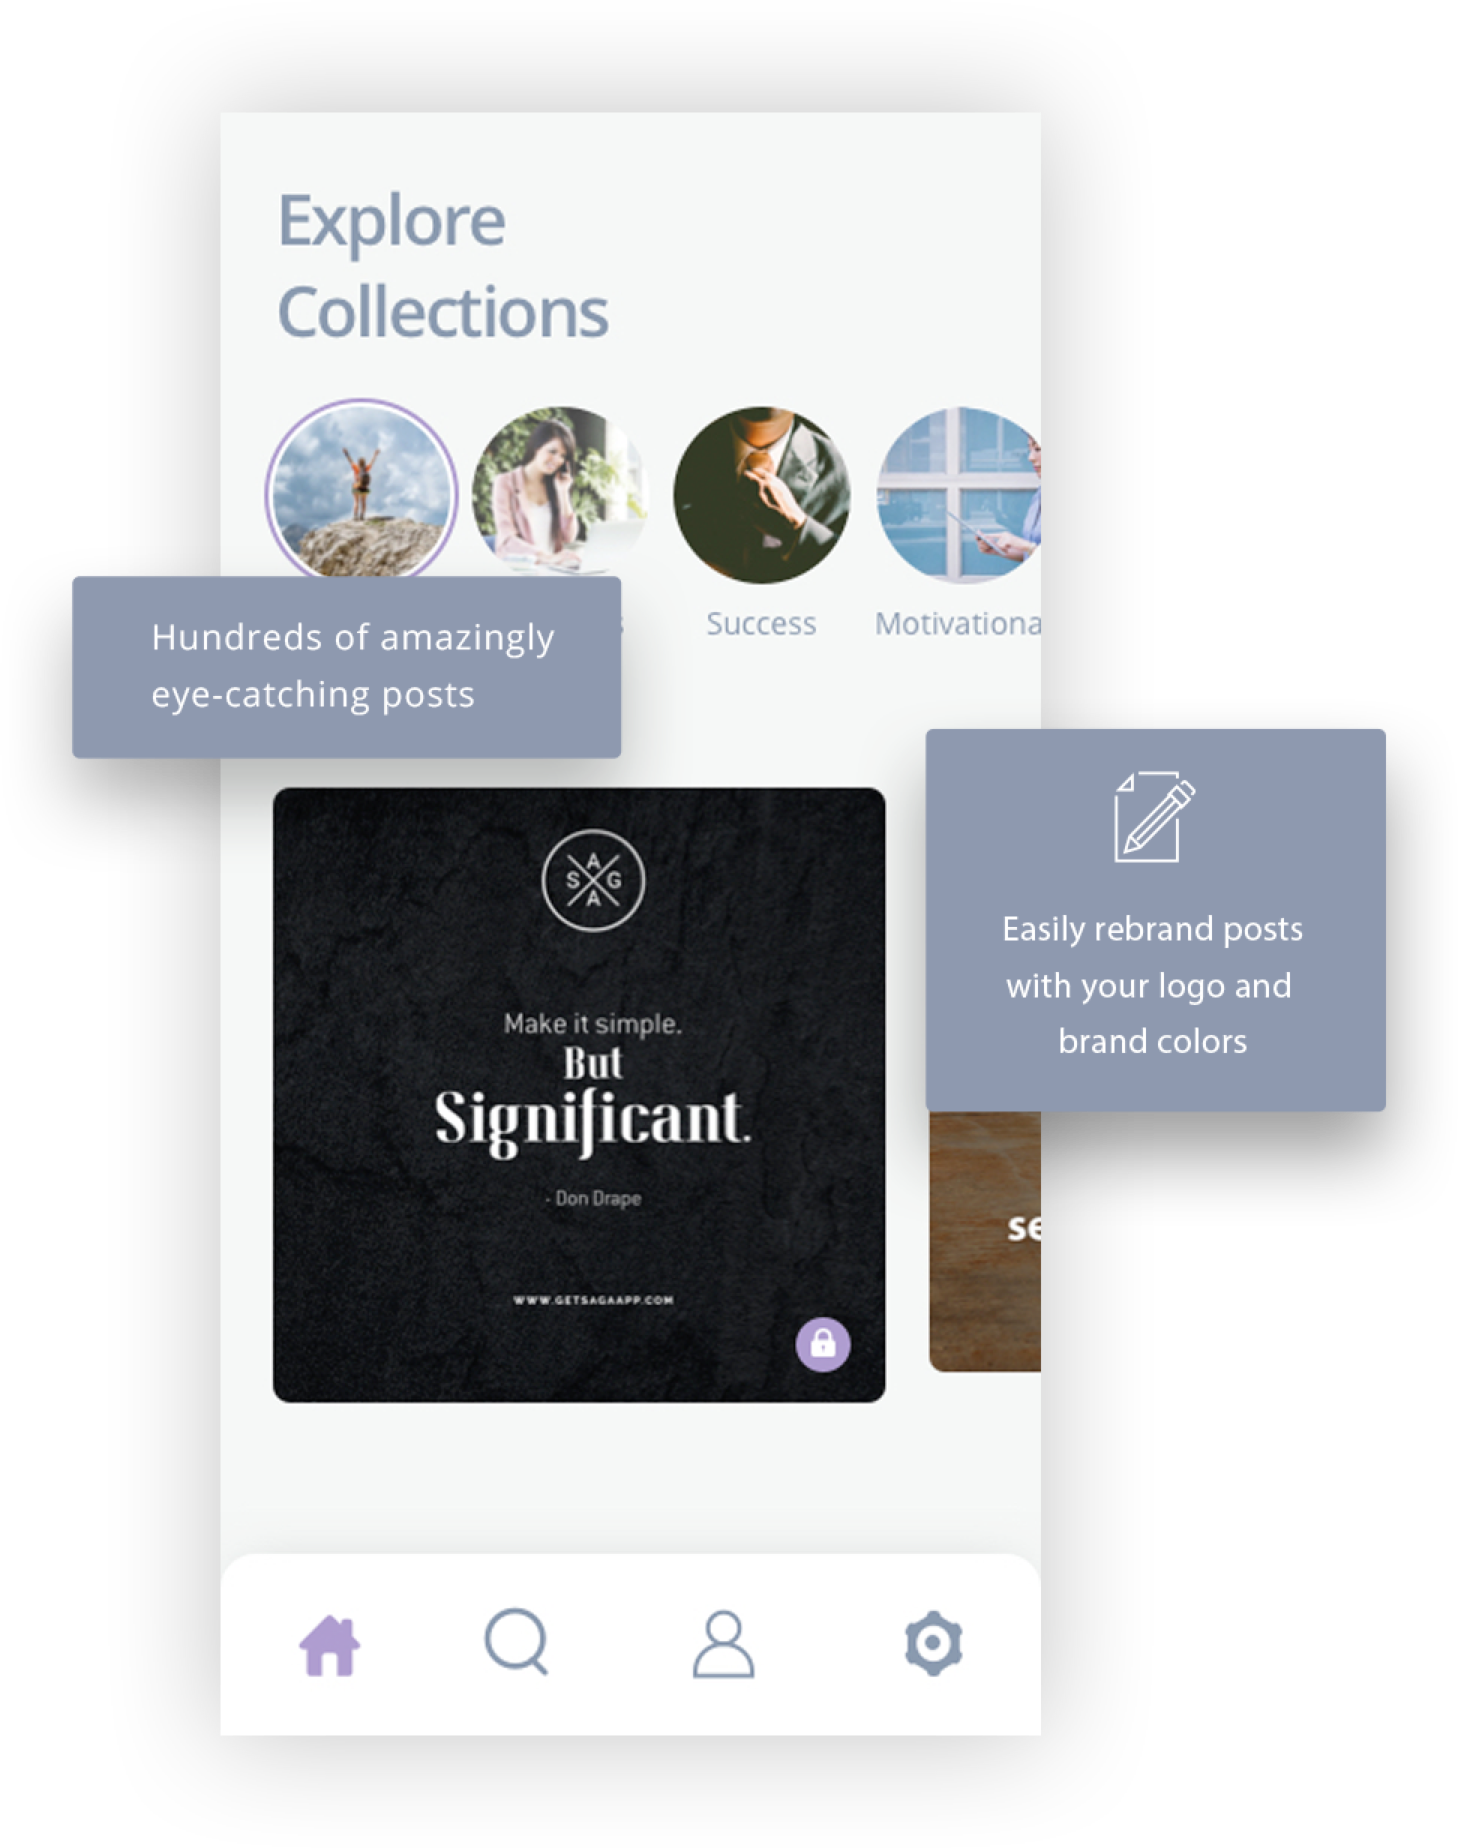 Explore
Collections
Success
Motivationa
Hundreds of amazingly
eye-catching posts
Easily rebrand posts
with your logo and
brand colors
A
S G
A
Make it simple.
But
Significant.
- Don Drape
WWW.GETSAGAAPP.COM
se